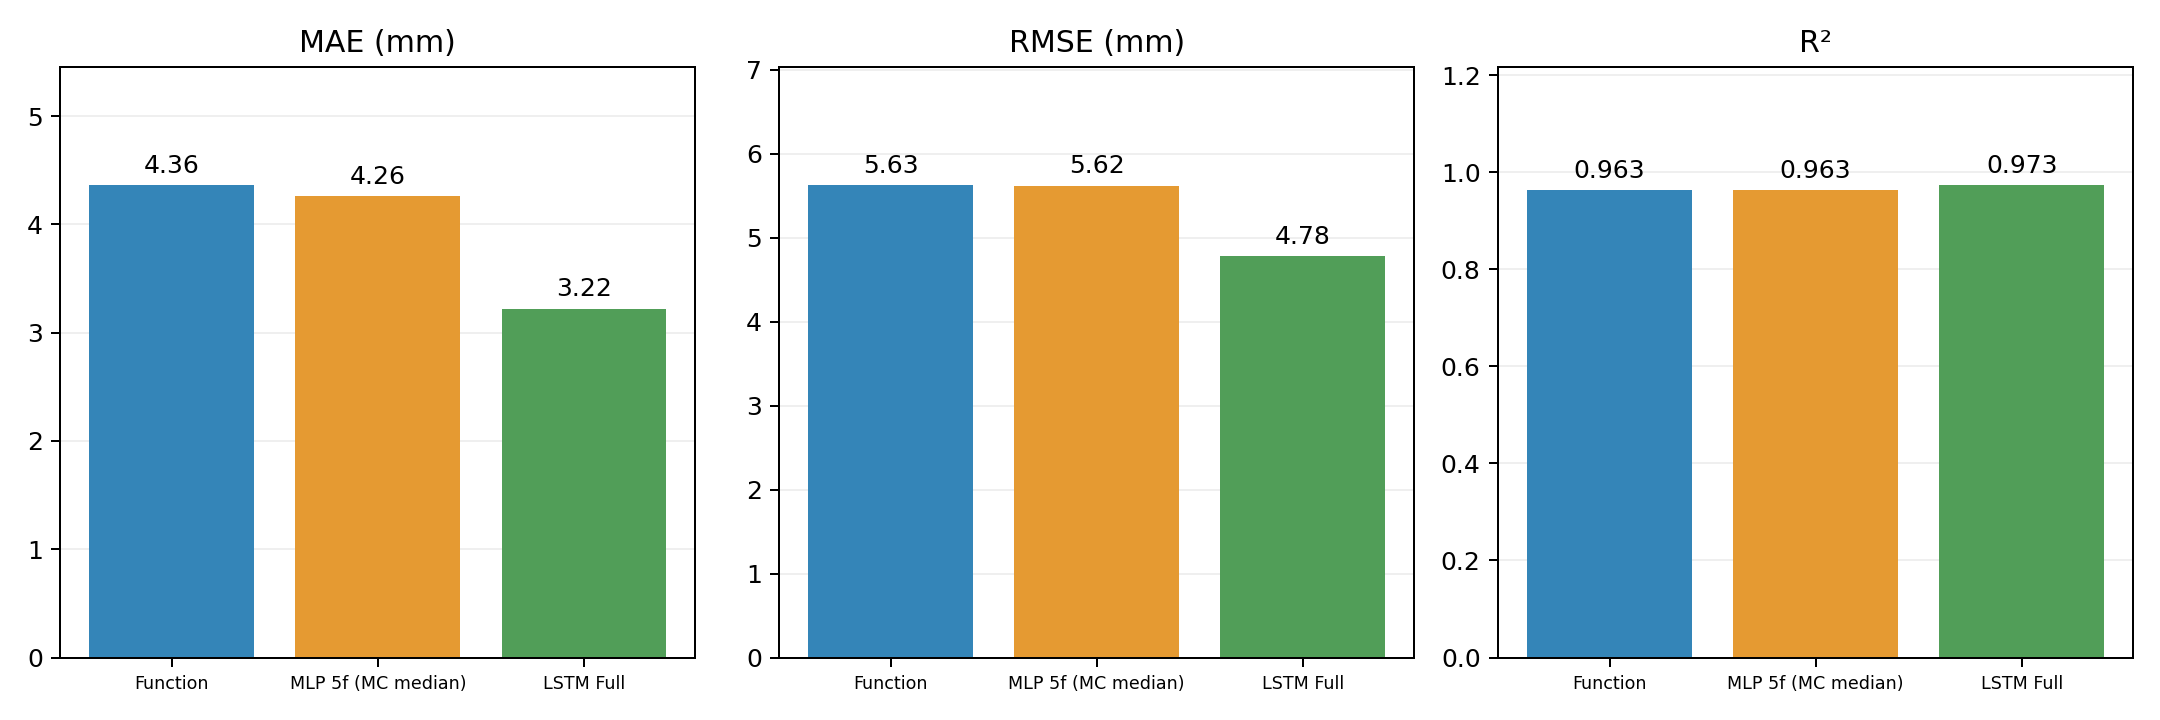 MAE (mm)
5
4
3
2
1
0
4.36
4.26
3.22
Function
MLP 5f (MC median)
LSTM Full
RMSE (mm)
7
6
5
4
3
2
1
0
5.63
5.62
4.78
Function
MLP 5f (MC median)
LSTM Full
R²
1.2
1.0
0.8
0.6
0.4
0.2
0.0
0.963
0.963
0.973
Function
MLP 5f (MC median)
LSTM Full